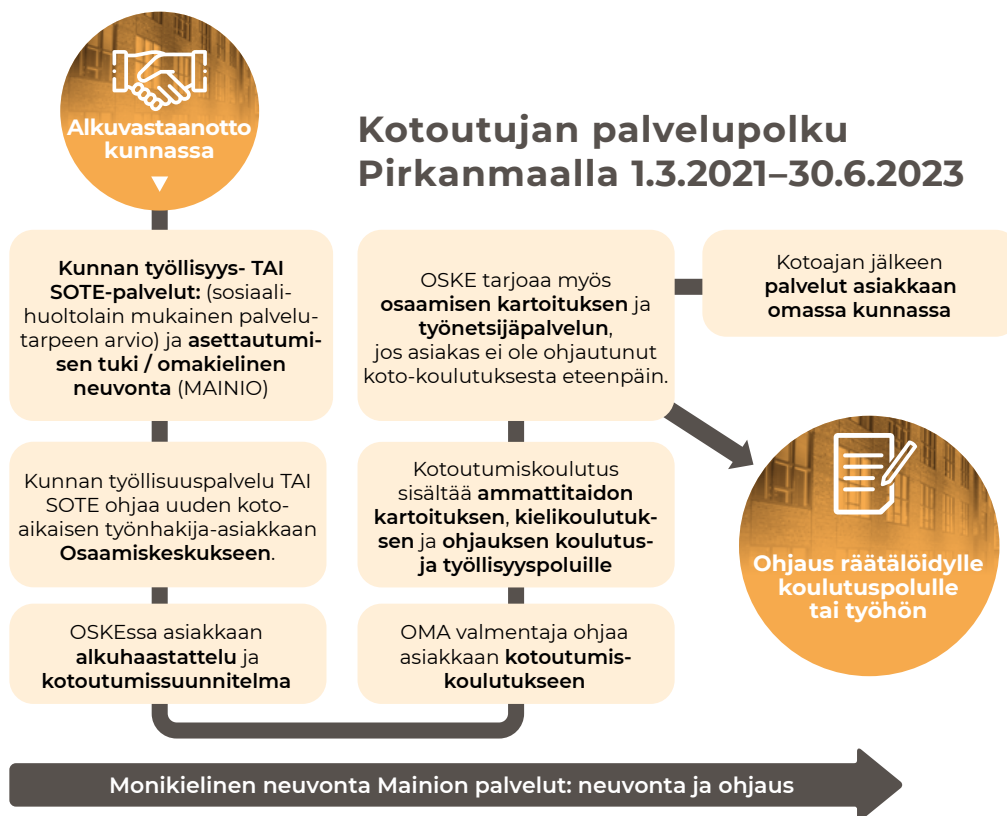 Alkuvastaanotto
kunnassa
Kotoutujan palvelupolku
Pirkanmaalla 1.3.2021–30.6.2023
Kunnan työllisyys- TAI
SOTE-palvelut: (sosiaali-
huoltolain mukainen palvelu-
tarpeen arvio) ja asettautumi-
sen tuki / omakielinen
neuvonta (MAINIO)
Kunnan työllisuuspalvelu TAI
SOTE ohjaa uuden koto-
aikaisen työnhakija-asiakkaan
Osaamiskeskukseen.
OSKEssa asiakkaan
alkuhaastattelu ja
kotoutumissuunnitelma
OMA valmentaja ohjaa
asiakkaan kotoutumis-
koulutukseen
Kotoutumiskoulutus
sisältää ammattitaidon
kartoituksen, kielikoulutuk-
sen ja ohjauksen koulutus-
ja työllisyyspoluille
OSKE tarjoaa myös
osaamisen kartoituksen ja
työnetsijäpalvelun,
jos asiakas ei ole ohjautunut
koto-koulutuksesta eteenpäin.
Kotoajan jälkeen
palvelut asiakkaan
omassa kunnassa
Ohjaus räätälöidylle
koulutuspolulle
tai työhön
Monikielinen neuvonta Mainion palvelut: neuvonta ja ohjaus